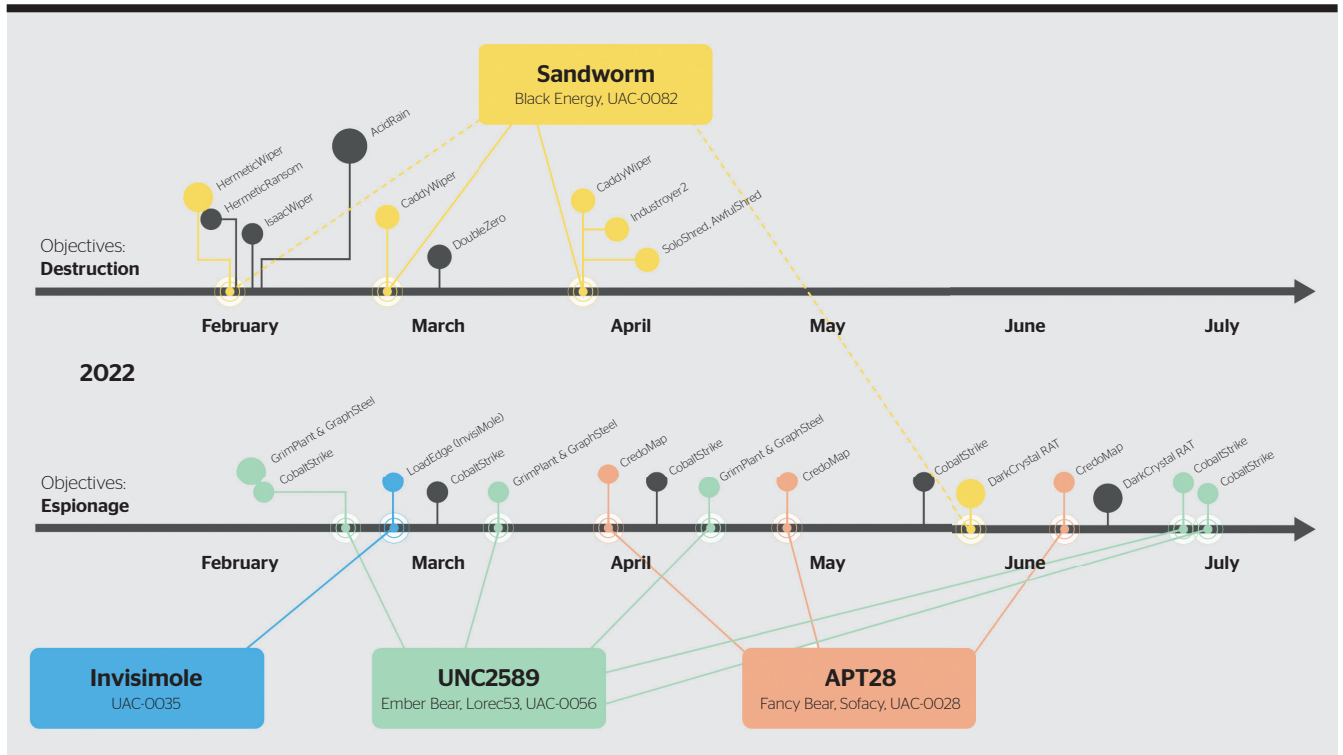 Sandworm
Black Energy, UAC-0082
HermeticWiper
HermeticRansom
IsaacWiper
AcidRain
CaddyWiper
DoubleZero
CaddyWiper
Industroyer2
SoloShred, AwfulShred
Objectives:
Destruction
February
March
April
May
June
July
2022
GrimPlant & GraphSteel
CobaltStrike
LoadEdge (InvisiMole)
CobaltStrike
GrimPlant & GraphSteel
CredoMap
CobaltStrike
GrimPlant & GraphSteel
CredoMap
CobaltStrike
DarkCrystal RAT
CredoMap
DarkCrystal RAT
CobaltStrike
CobaltStrike
Objectives:
Espionage
February
March
April
May
June
July
Invisimole
UAC-0035
UNC2589
Ember Bear, Lorec53, UAC-0056
APT28
Fancy Bear, Sofacy, UAC-0028